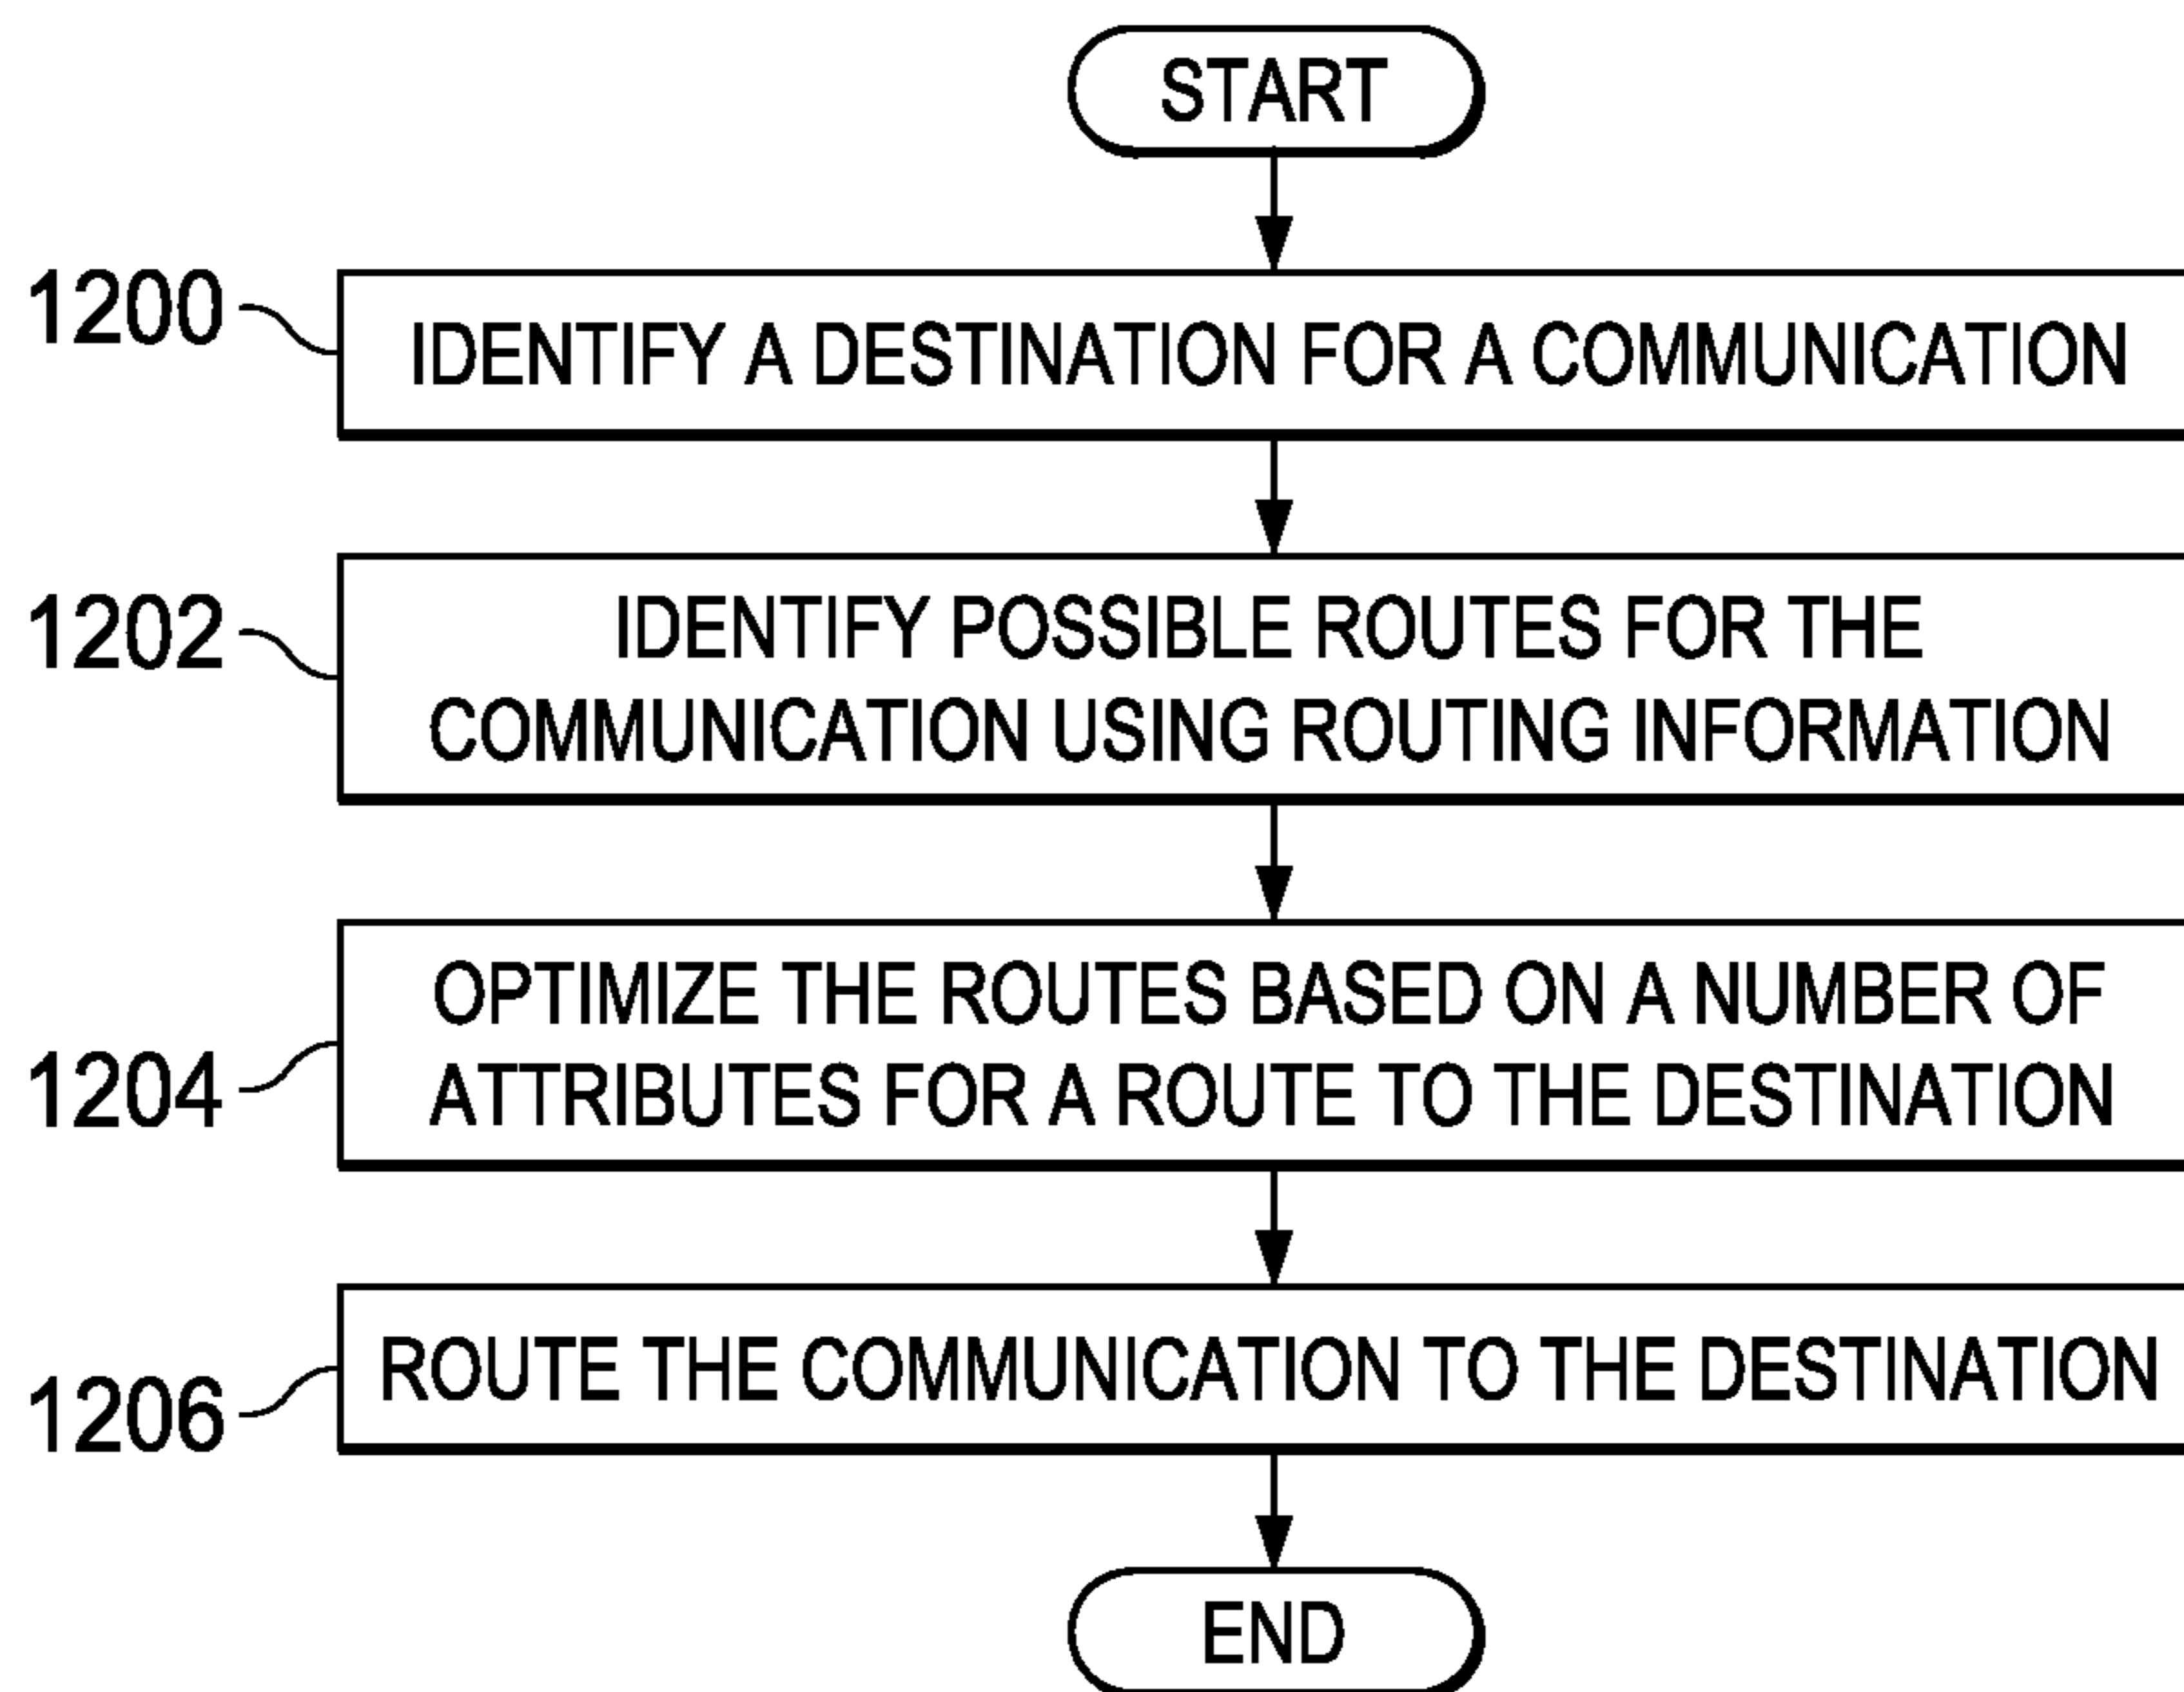 START
1200
IDENTIFY A DESTINATION FOR A COMMUNICATION
1202
IDENTIFY POSSIBLE ROUTES FOR THE
COMMUNICATION USING ROUTING INFORMATION
1204
OPTIMIZE THE ROUTES BASED ON A NUMBER OF
ATTRIBUTES FOR A ROUTE TO THE DESTINATION
1206
ROUTE THE COMMUNICATION TO THE DESTINATION
END